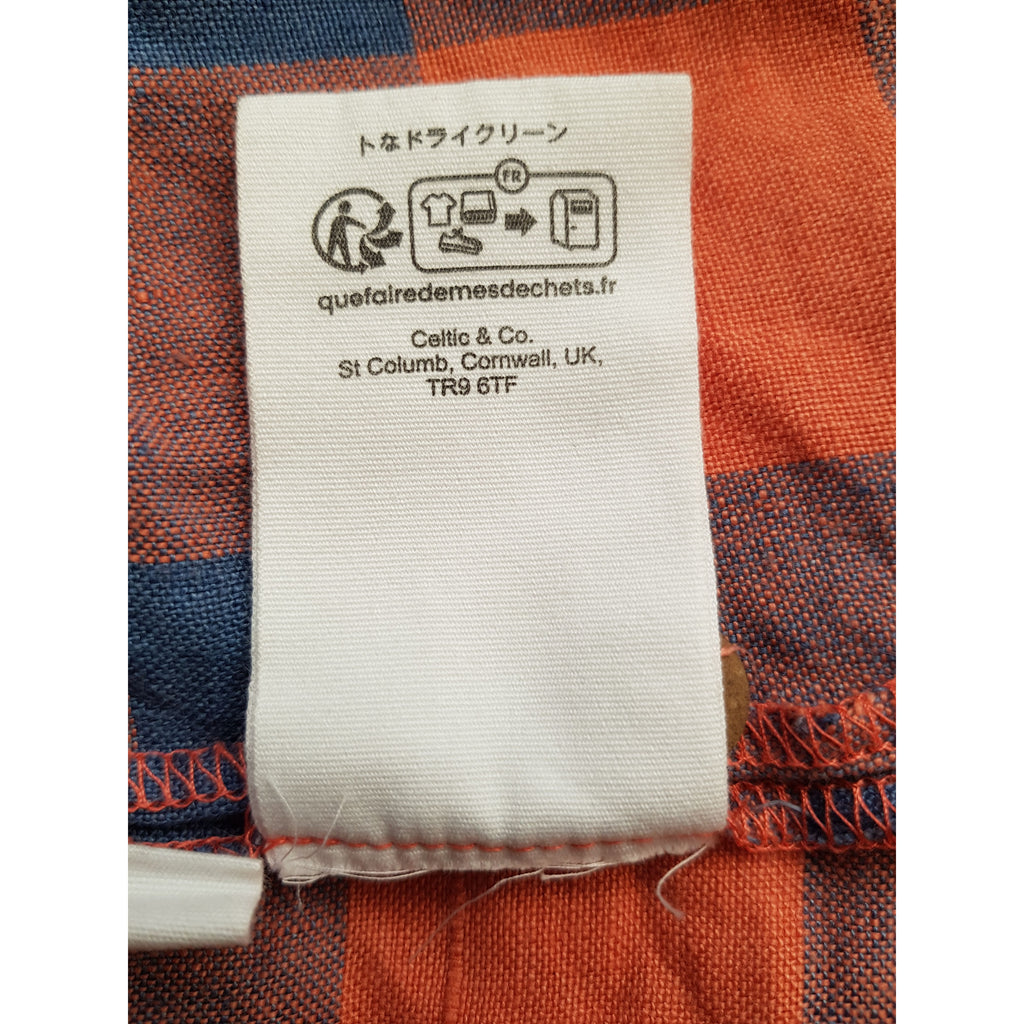 トなドライクリーン
FR
quefairedemesdechets.fr
Celtic & Co.
St Columb, Cornwall, UK,
TR9 6TF